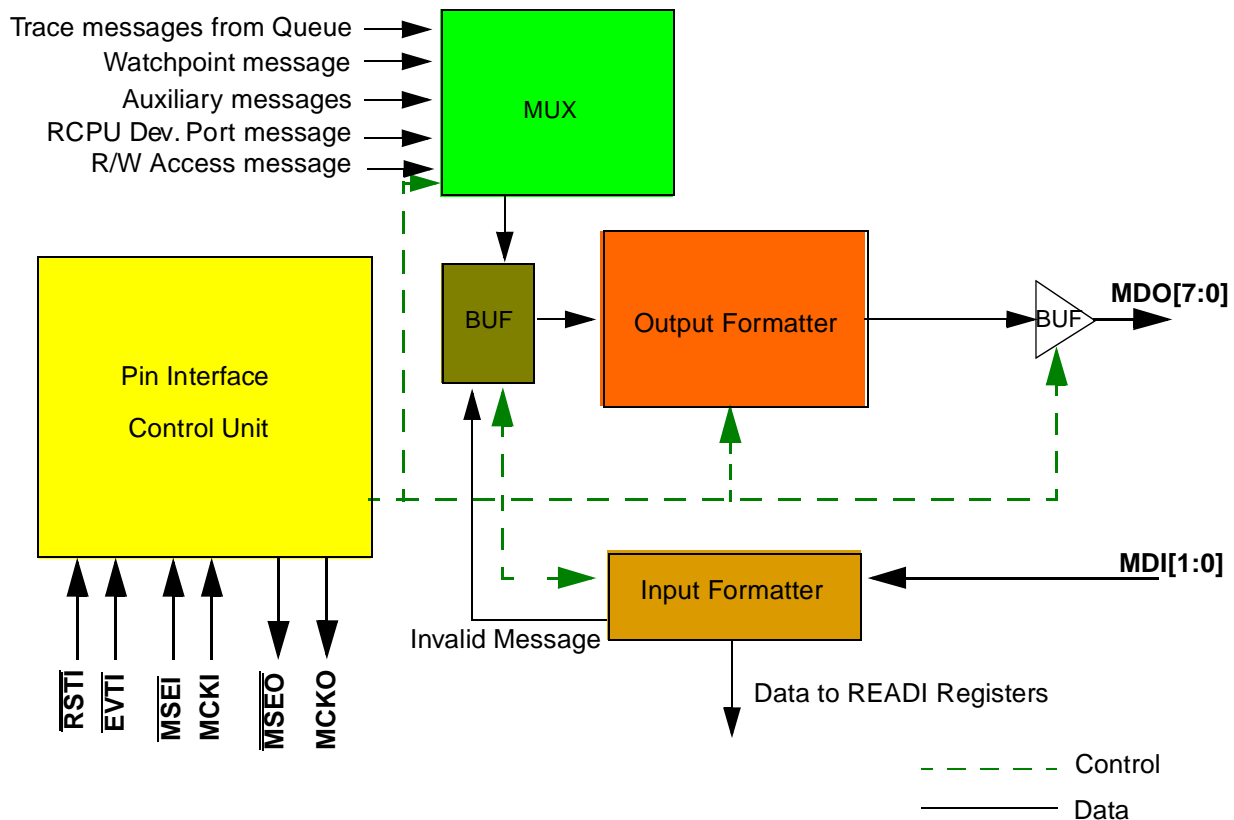 Trace messages from Queue
Watchpoint message
Auxiliary messages
RCPU Dev. Port message
R/W Access message
MUX
BUF
Output Formatter
BUF
MDO[7:0]
Pin Interface
Control Unit
MDI[1:0]
Input Formatter
Invalid Message
RSTI
EVTI
MSEI
MCKI
MSEO
MCKO
Data to READI Registers
Control
Data